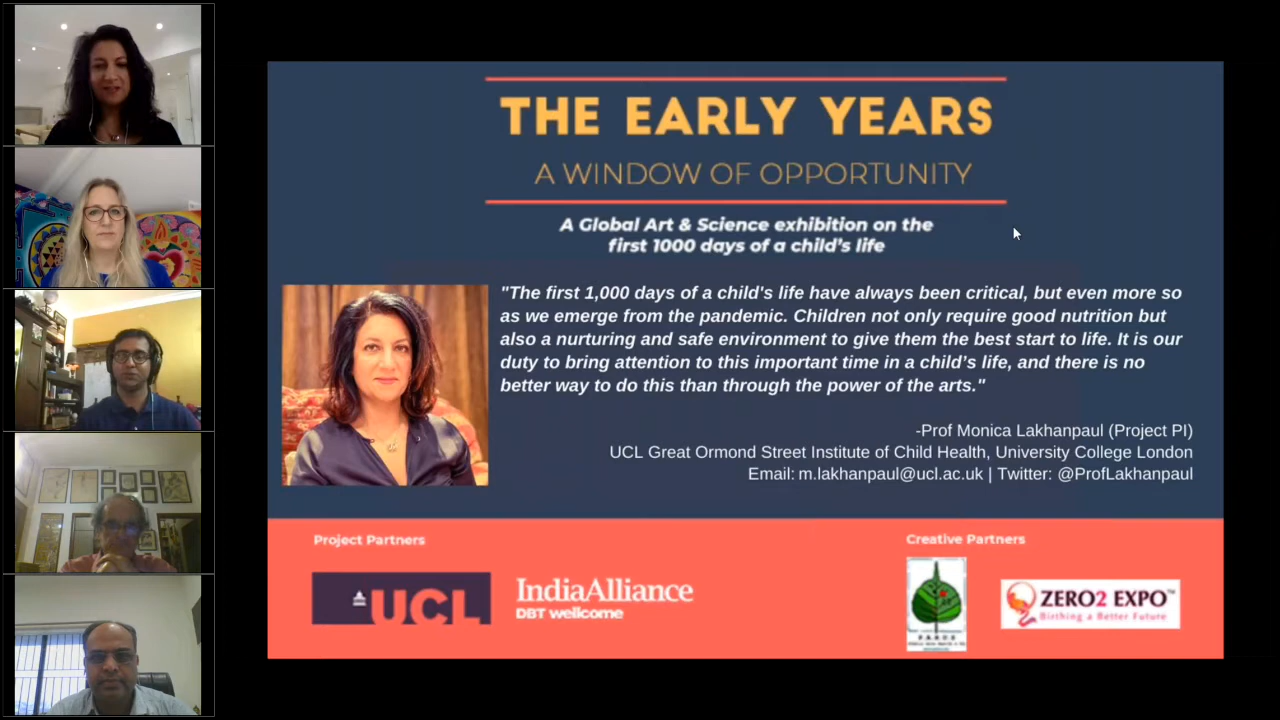 THE EARLY YEARS
A WINDOW OF OPPORTUNITY
A Global Art & Science exhibition on the
first 1000 days of a child's life
"The first 1,000 days of a child's life have always been critical, but even more so
as we emerge from the pandemic. Children not only require good nutrition but
also a nurturing and safe environment to give them the best start to life. It is our
duty to bring attention to this important time in a child’s life, and there is no
better way to do this than through the power of the arts."
-Prof Monica Lakhanpaul (Project PI)
UCL Great Ormond Street Institute of Child Health, University College London
Email: m.lakhanpaul@ucl.ac.uk | Twitter: @ProfLakhanpaul
Project Partners
Creative Partners
UCL
IndiaAlliance
DBT wellcome
ZERO2 EXPO™
Birthing a Better Future